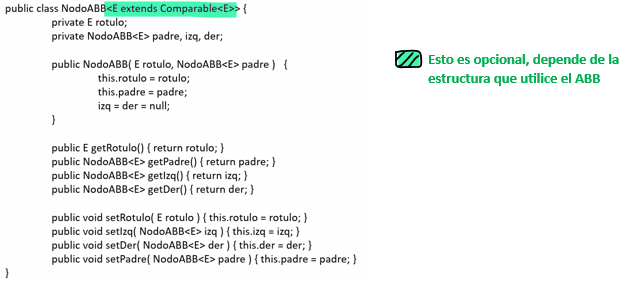 public class NodoABB<E extends Comparable<E>> {
private E rotulo;
private NodoABB<E> padre, izq, der;
public NodoABB( E rotulo, NodoABB<E> padre ) {
this.rotulo = rotulo;
this.padre = padre;
izq = der = null;
}
public E getRotulo() { return rotulo; }
public NodoABB<E> getPadre() { return padre; }
public NodoABB<E> getIzq() { return izq; }
public NodoABB<E> getDer() { return der; }
public void setRotulo( E rotulo ) { this.rotulo = rotulo; }
public void setIzq( NodoABB<E> izq ) { this.izq = izq; }
public void setDer( NodoABB<E> der ) { this.der = der; }
public void setPadre( NodoABB<E> padre ) { this.padre = padre; }
}
Esto es opcional, depende de la
estructura que utilice el ABB